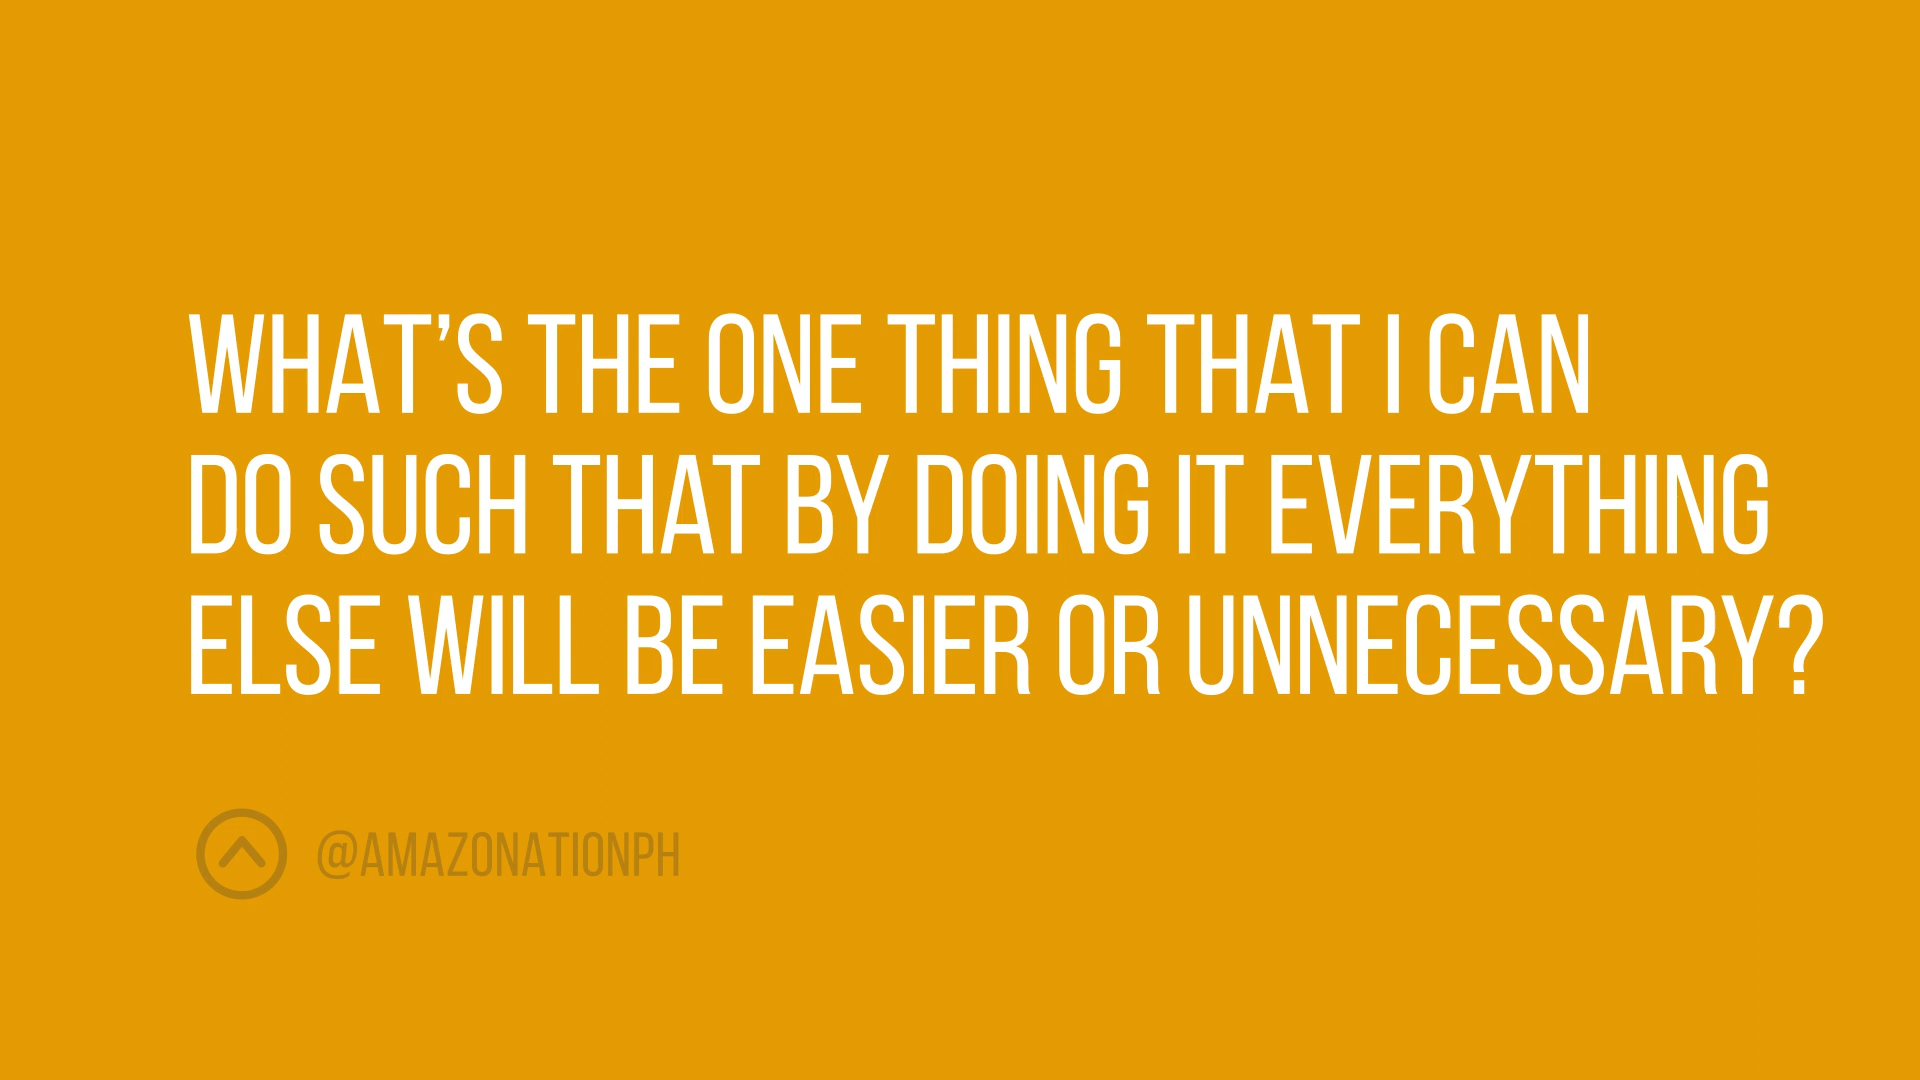 WHAT'S THE ONE THING THAT I CAN
DO SUCH THAT BY DOING IT EVERYTHING
ELSE WILL BE EASIER OR UNNECESSARY?
@AMAZONATIONPH